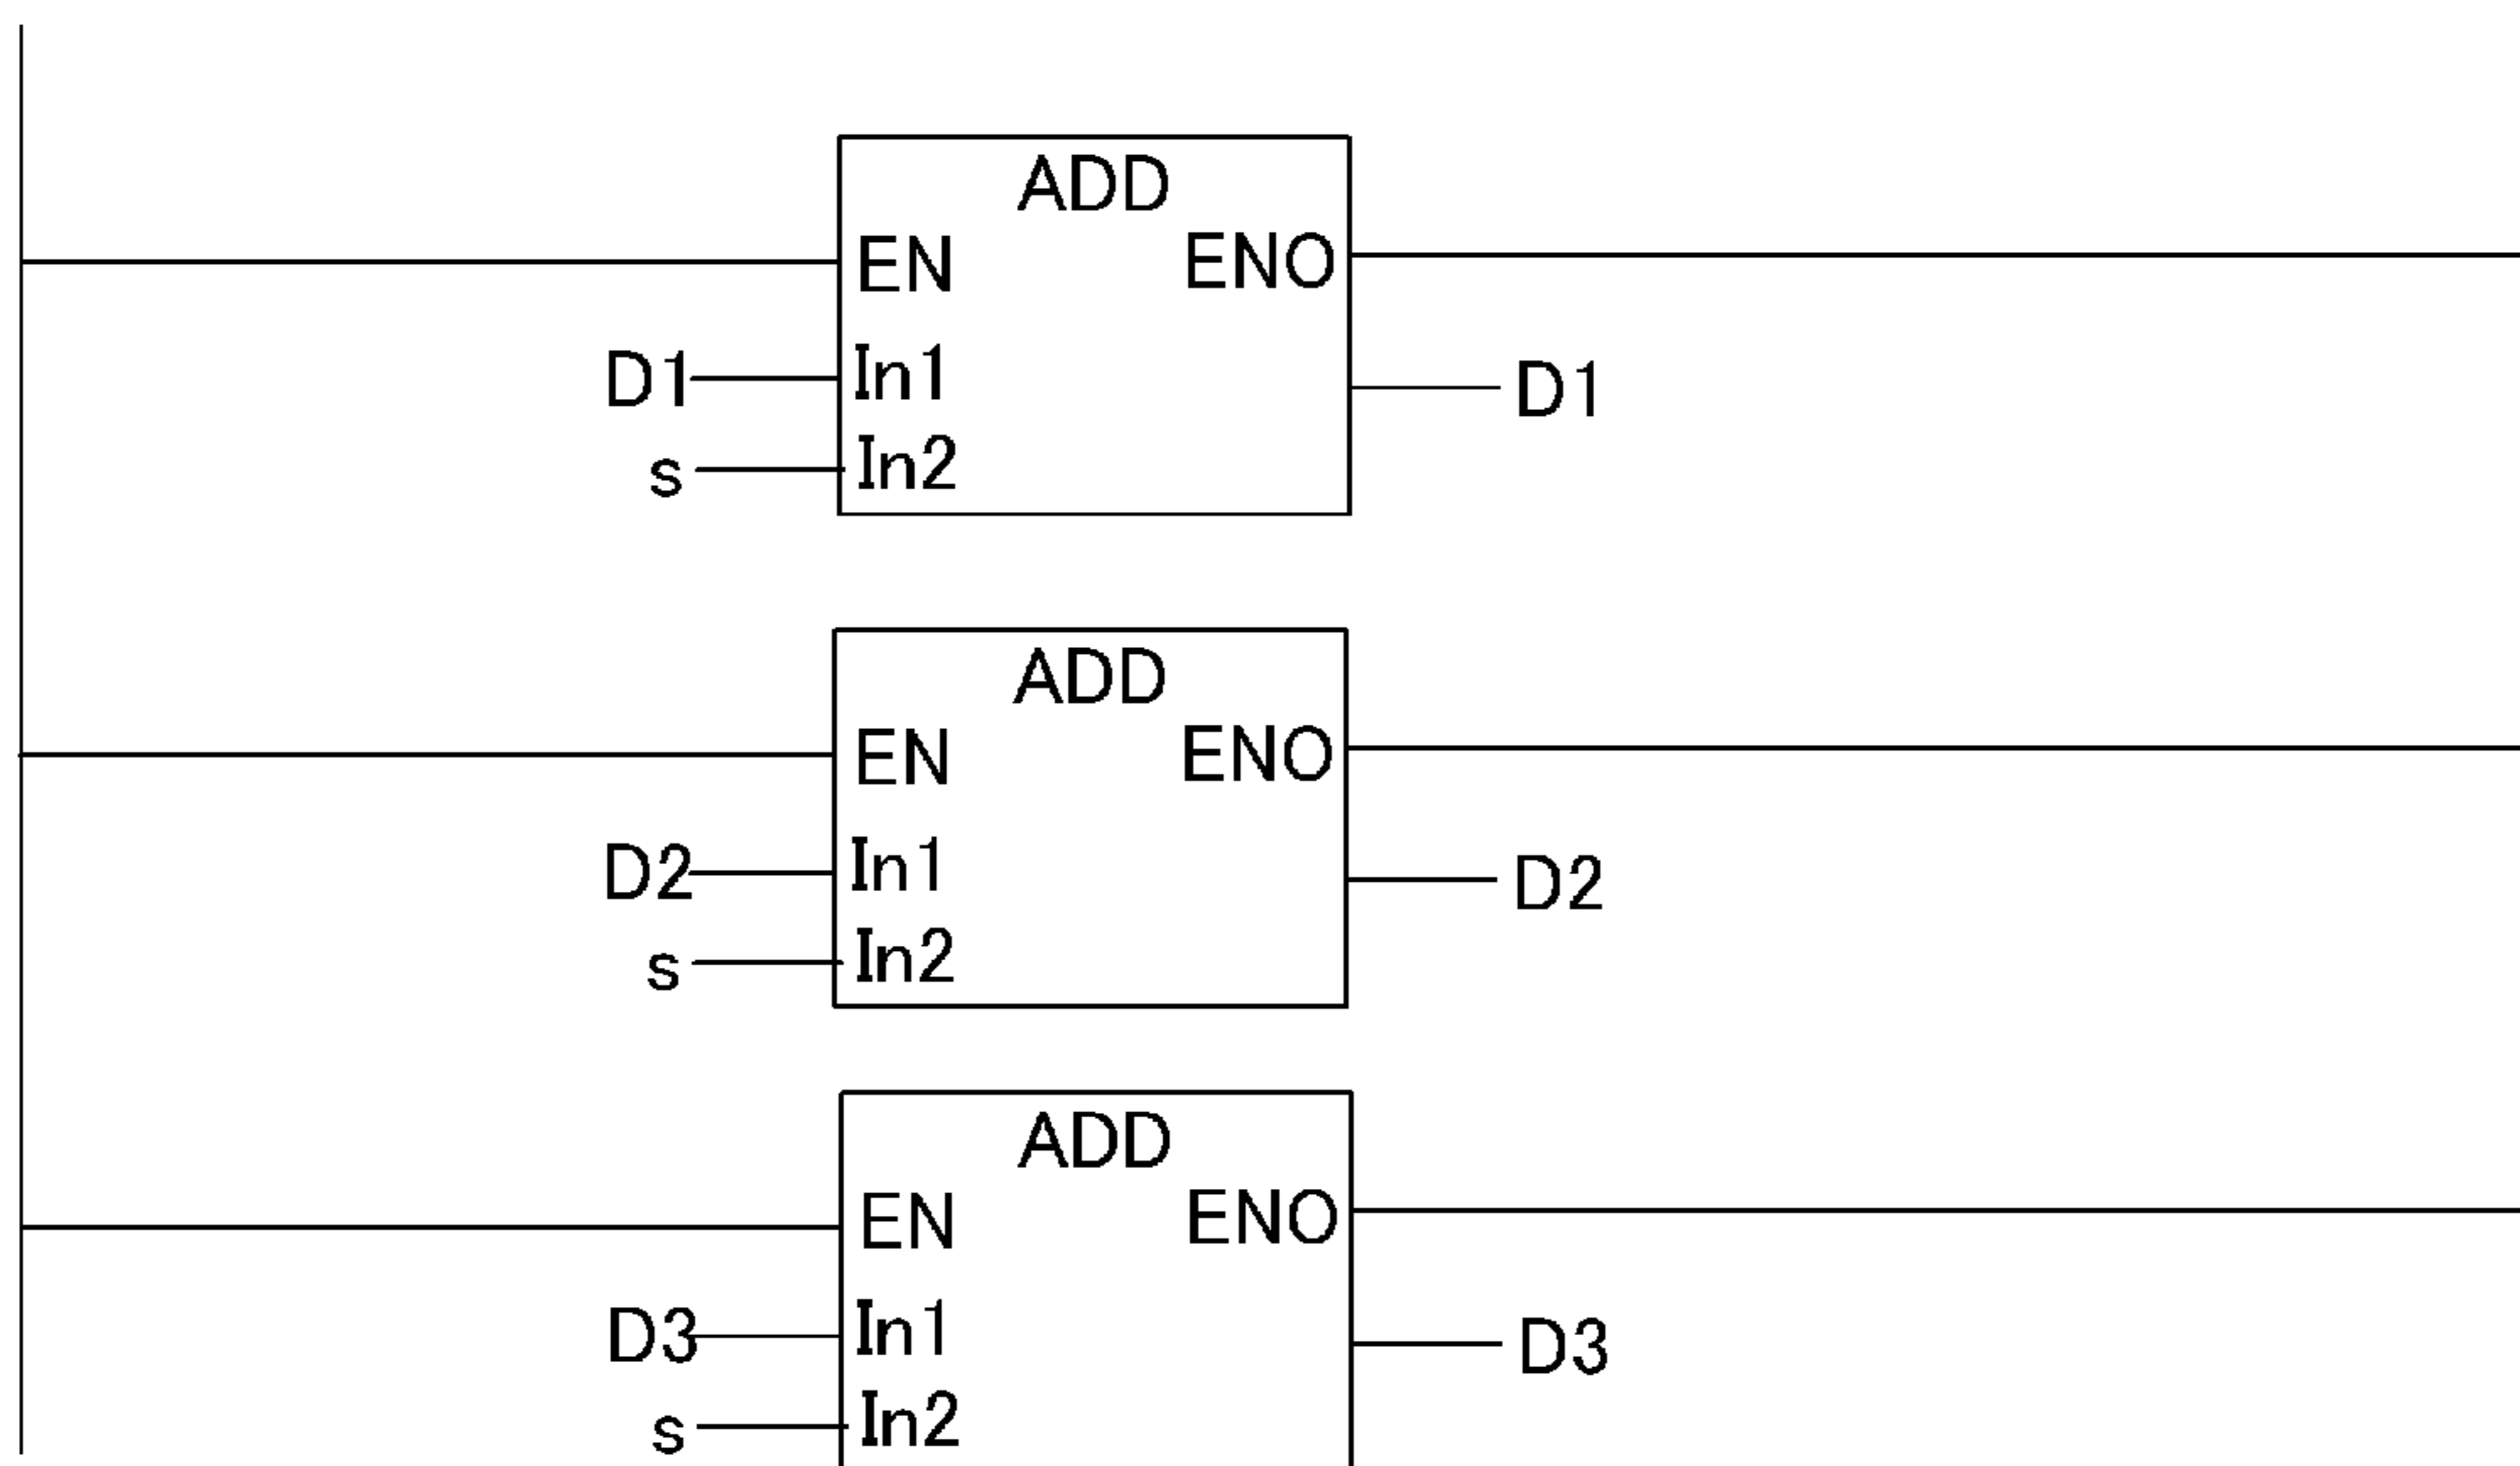 ADD
EN ENO
D1 In1 D1
s In2
ADD
EN ENO
D2 In1 D2
s In2
ADD
EN ENO
D3 In1 D3
s In2